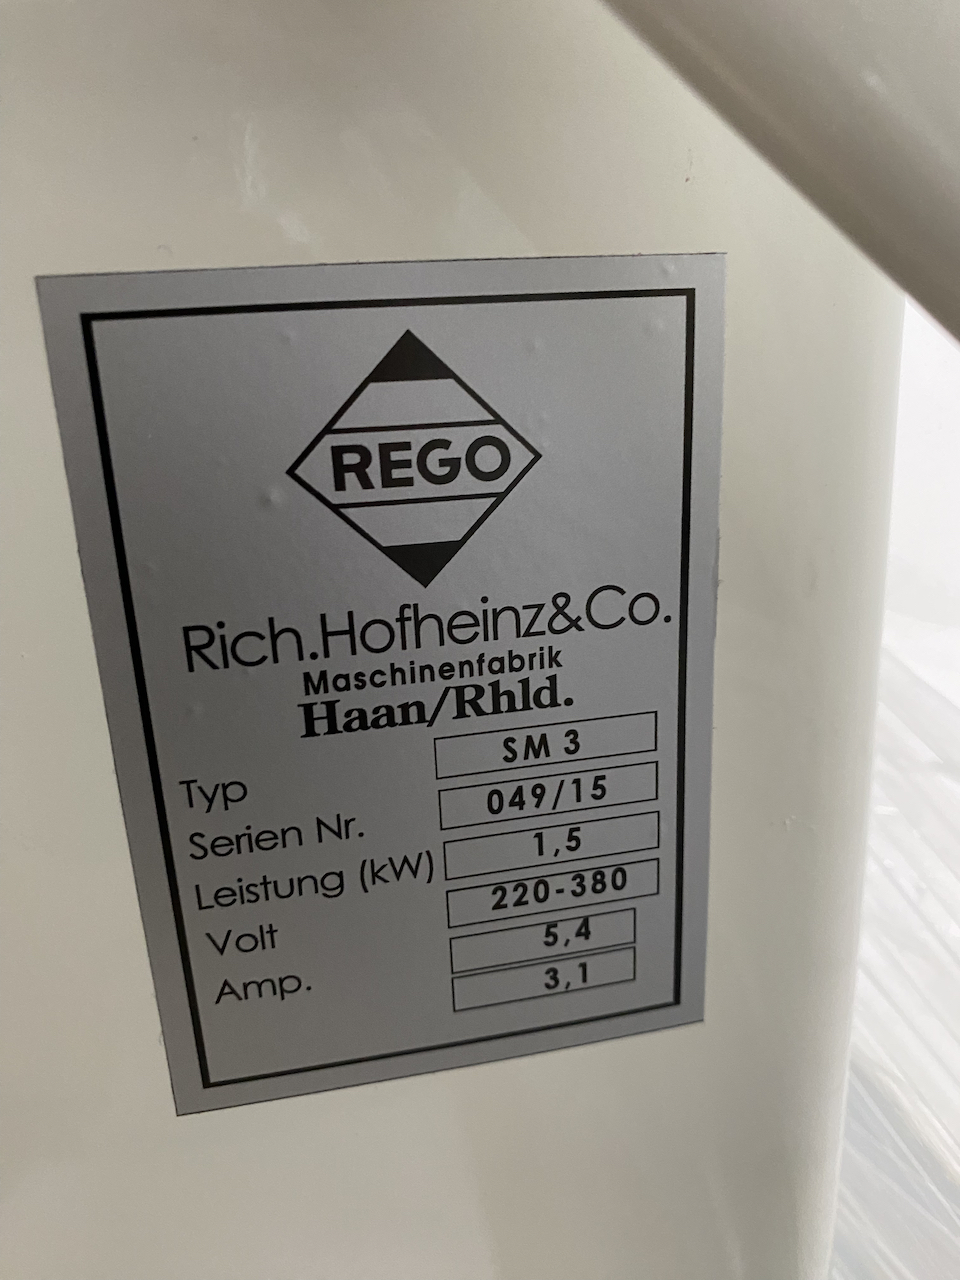 REGO
Rich.Hofheinz&Co.
Maschinenfabrik
Haan/Rhld.
Typ SM 3
Serien Nr. 049/15
Leistung (kW) 1,5
Volt 220-380
Amp. 5,4
3,1